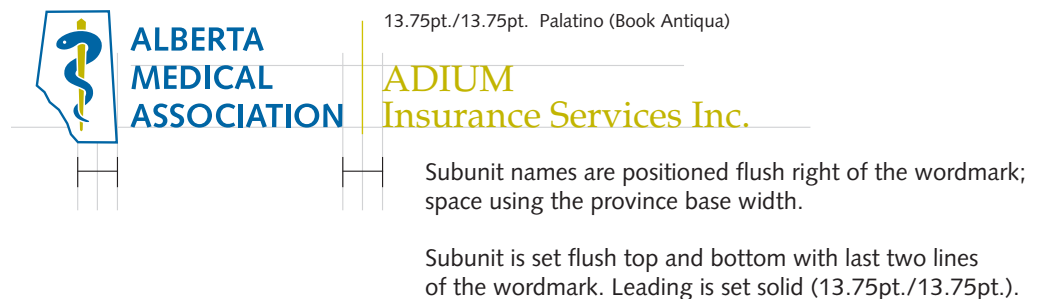 13.75pt./13.75pt. Palatino (Book Antiqua)
ALBERTA
MEDICAL
ASSOCIATION
ADIUM
Insurance Services Inc.
Subunit names are positioned flush right of the wordmark;
space using the province base width.
Subunit is set flush top and bottom with last two lines
of the wordmark. Leading is set solid (13.75pt./13.75pt.).